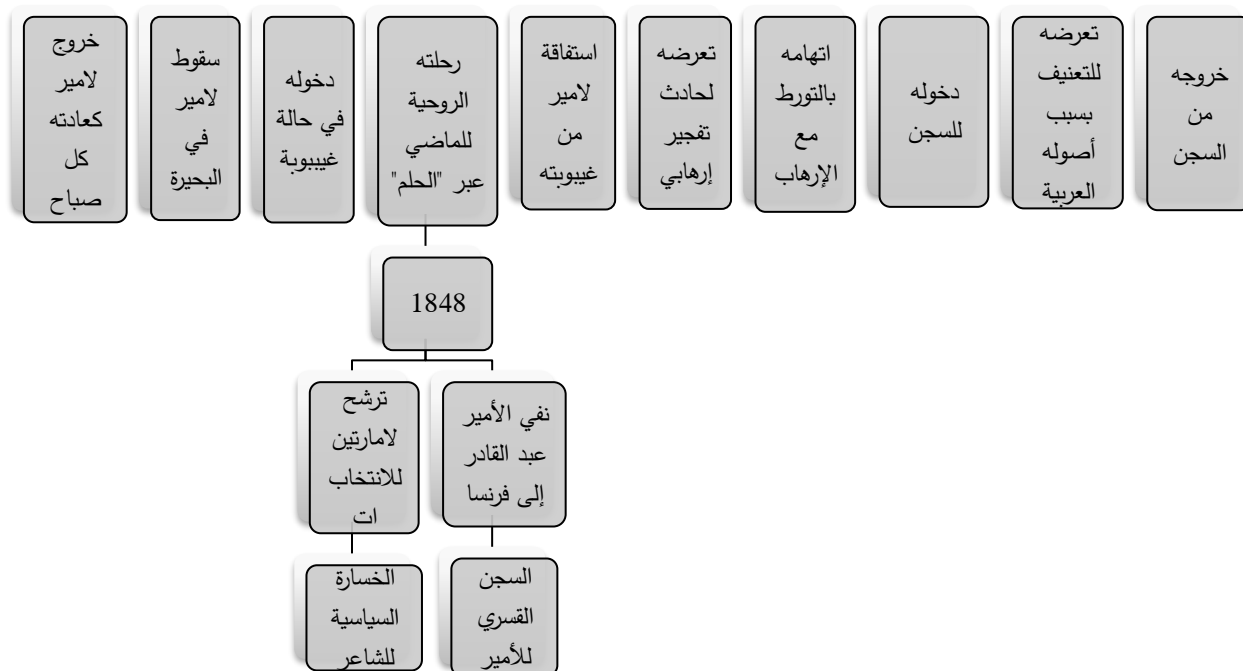 خروج
لامير
كعادته
كل
صباح
سقوط
لامير
في
البحيرة
دخوله
في حالة
غيبوبة
رحلته
الروحية
للماضي
عبر "الحلم"
استفاقة
لامير
من
غيبوبته
تعرضه
لحادث
تفجير
إرهابي
اتهامه
بالتورط
مع
الإرهاب
دخوله
للسجن
تعرضه
للتعنيف
بسبب
أصوله
العربية
خروجه
من
السجن
1848
ترشح
لامارتين
للانتخاب
ات
نفي الأمير
عبد القادر
إلى فرنسا
الخسارة
السياسية
للشاعر
السجن
القسري
للأمير